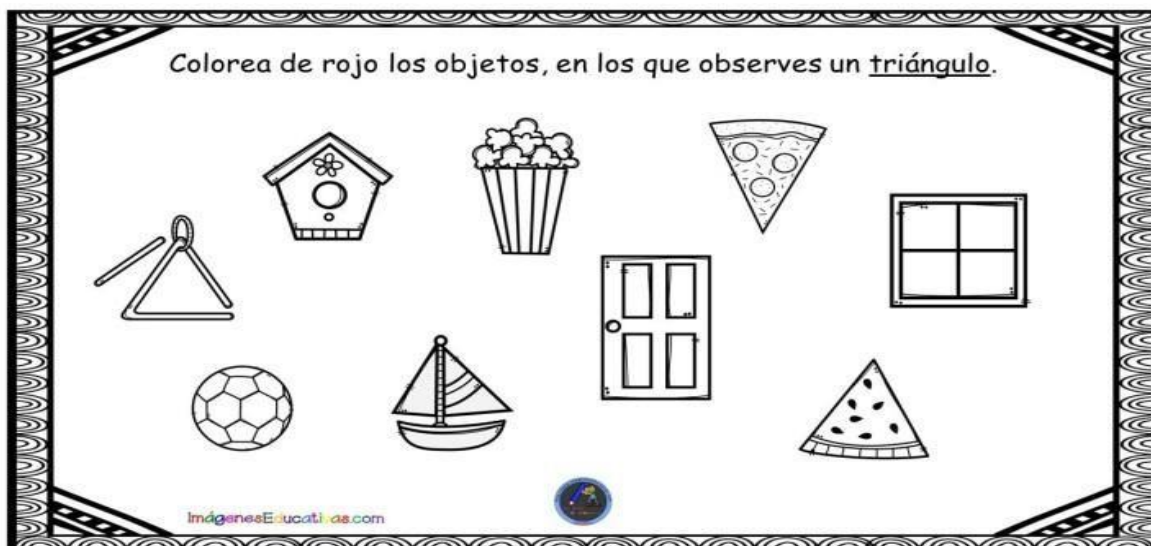 Colorea de rojo los objetos, en los que observes un triángulo.
ImágenesEducativas.com